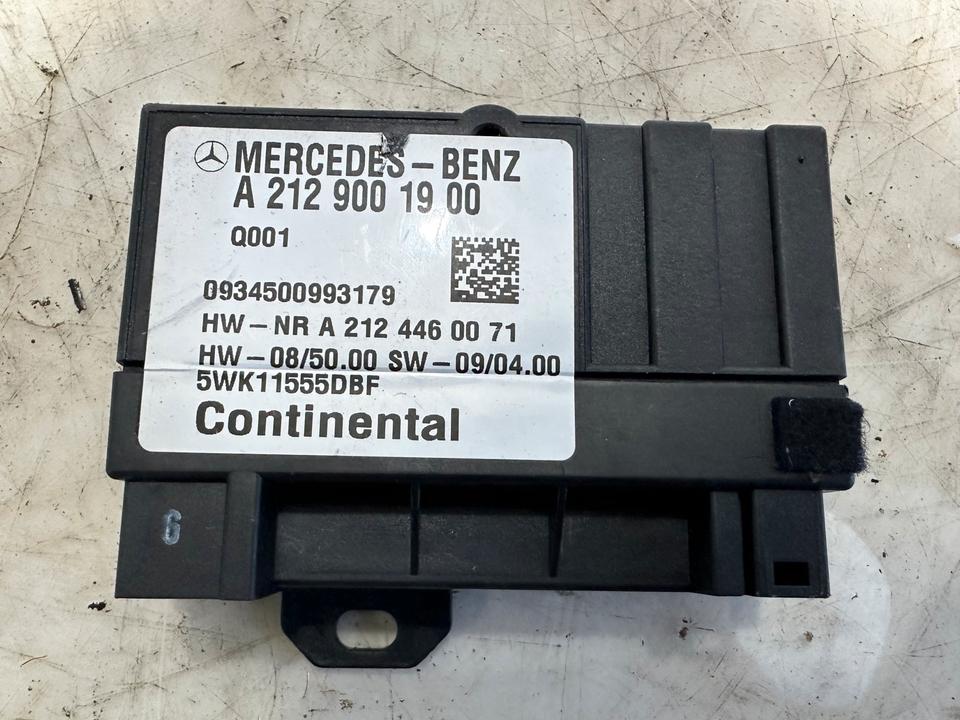 MERCEDES-BENZ
A 212 900 19 00
Q001
0934500993179
HW-NR A 212 446 00 71
HW-08/50.00 SW-09/04.00
5WK11555DBF
Continental
6